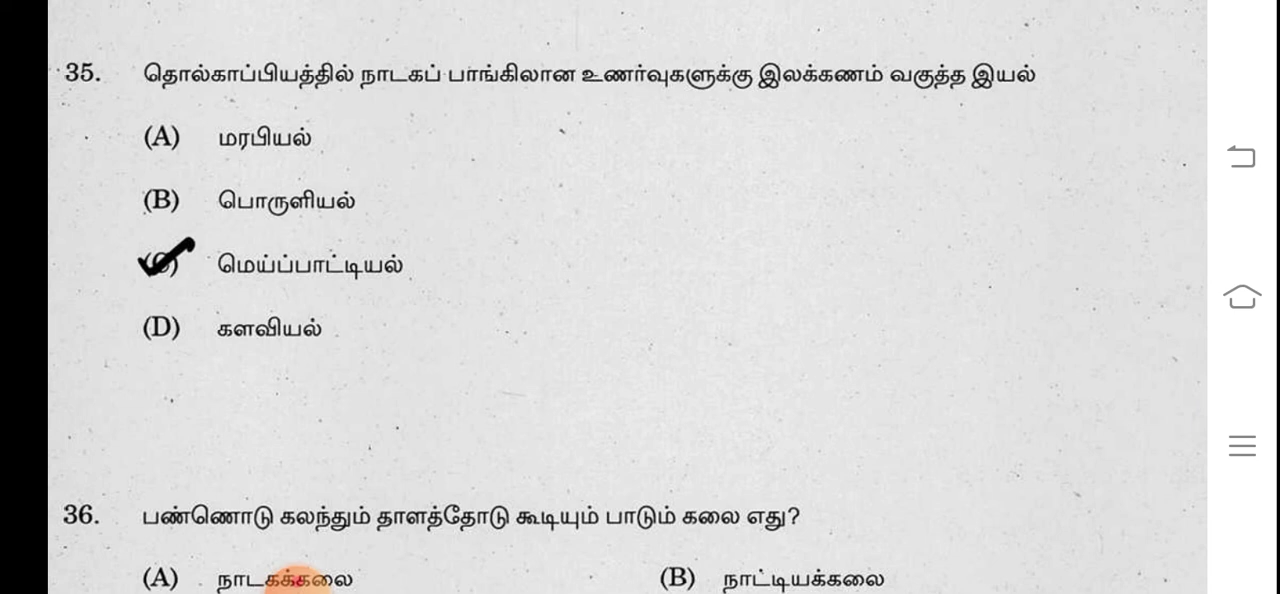 35. தொல்காப்பியத்தில் நாடகப் பாங்கிலான உணர்வுகளுக்கு இலக்கணம் வகுத்த இயல்
(A) மரபியல்
(B) பொருளியல்
(C) மெய்ப்பாட்டியல்
(D) களவியல்
36. பண்ணொடு கலந்தும் தாளத்தோடு கூடியும் பாடும் கலை எது?
(A) நாடகக்கலை (B) நாட்டியக்கலை